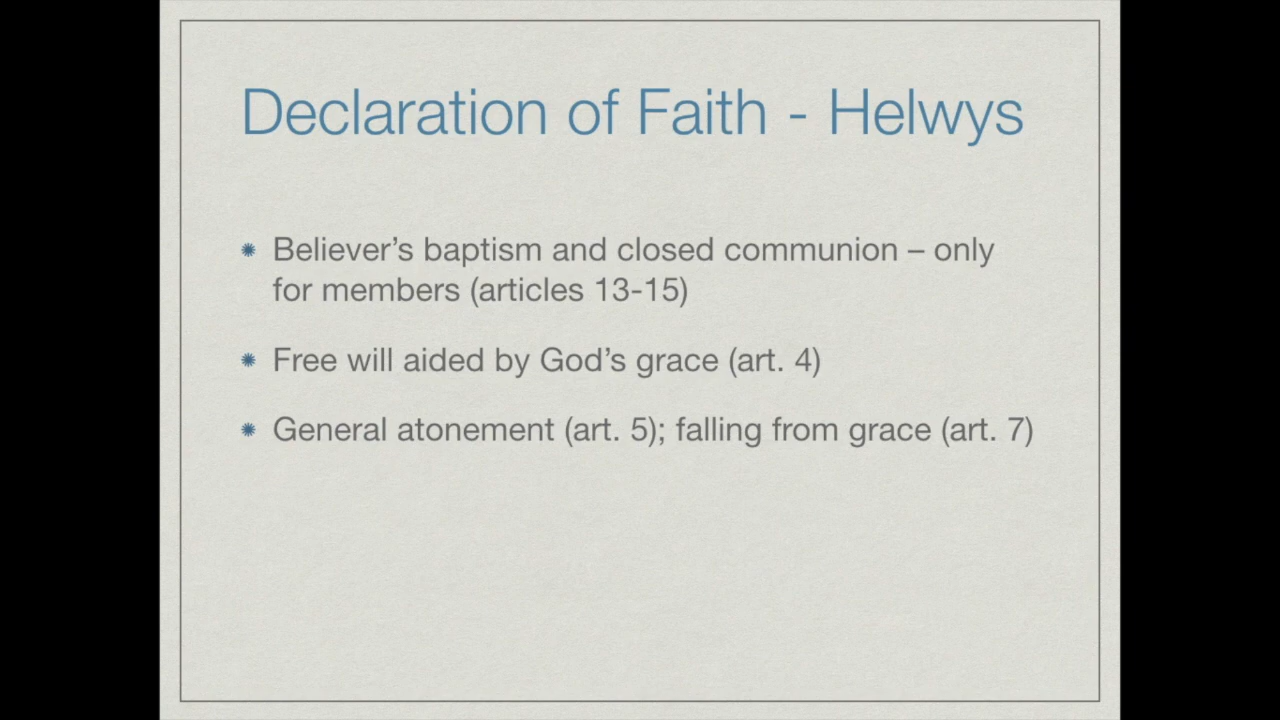 Declaration of Faith - Helwys
Believer’s baptism and closed communion – only
for members (articles 13-15)
Free will aided by God’s grace (art. 4)
General atonement (art. 5); falling from grace (art. 7)